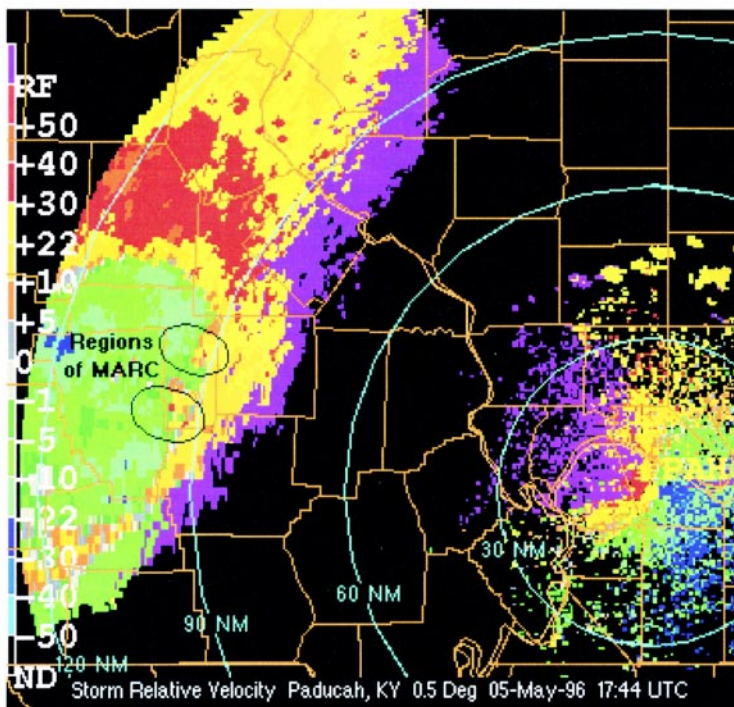 RF
+50
+40
+30
+22
+10
+5
0
-1
-5
-10
-22
-30
-40
-50
ND
Regions
of MARC
30 NM
60 NM
90 NM
120 NM
Storm Relative Velocity Paducah, KY 0.5 Deg 05-May-96 17:44 UTC